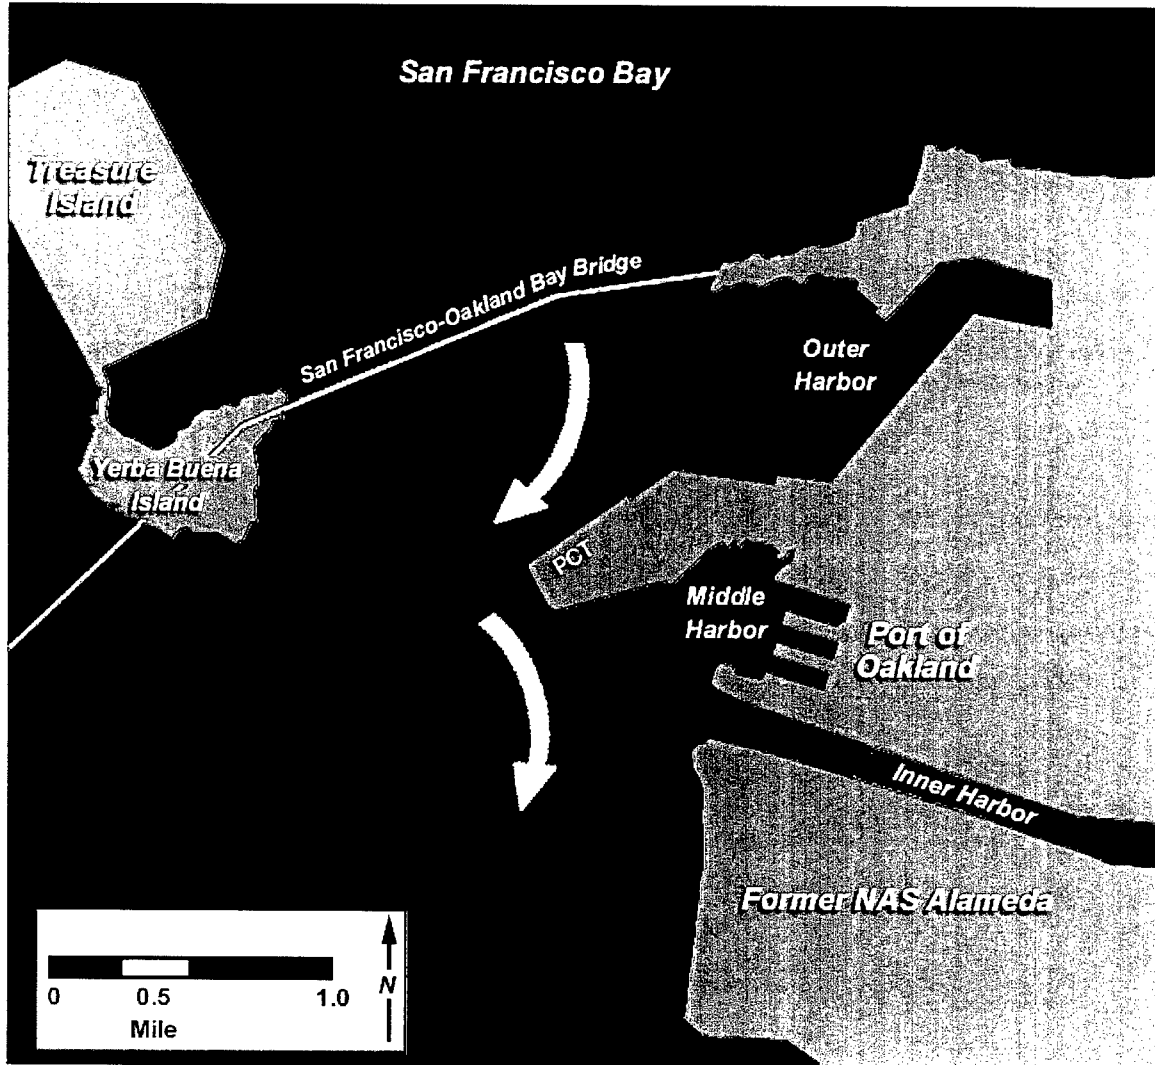 San Francisco Bay
Treasure
Island
San Francisco-Oakland Bay Bridge
Outer
Harbor
Yerba Buena
Island
PCT
Middle
Harbor
Port of
Oakland
Inner Harbor
Former NAS Alameda
N
0 0.5 1.0
Mile